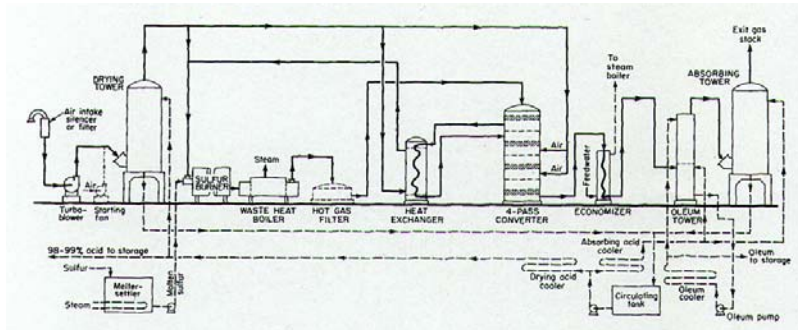 Exit gas
stack
To
steam
boiler
ABSORBING
TOWER
DRYING
TOWER
Air intake
silencer
or filter
Air
Steam
SULFUR
BURNER
Air
Air
Feedwater
Turbo-
blower
Starting
fan
WASTE HEAT
BOILER
HOT GAS
FILTER
HEAT
EXCHANGER
4-PASS
CONVERTER
ECONOMIZER
OLEUM
TOWER
98-99% acid to storage
Absorbing acid
cooler
Oleum
to storage
Sulfur
Melter-
settler
Steam
Molten
sulfur
Drying acid
cooler
Circulating
tank
Oleum
cooler
Oleum pump